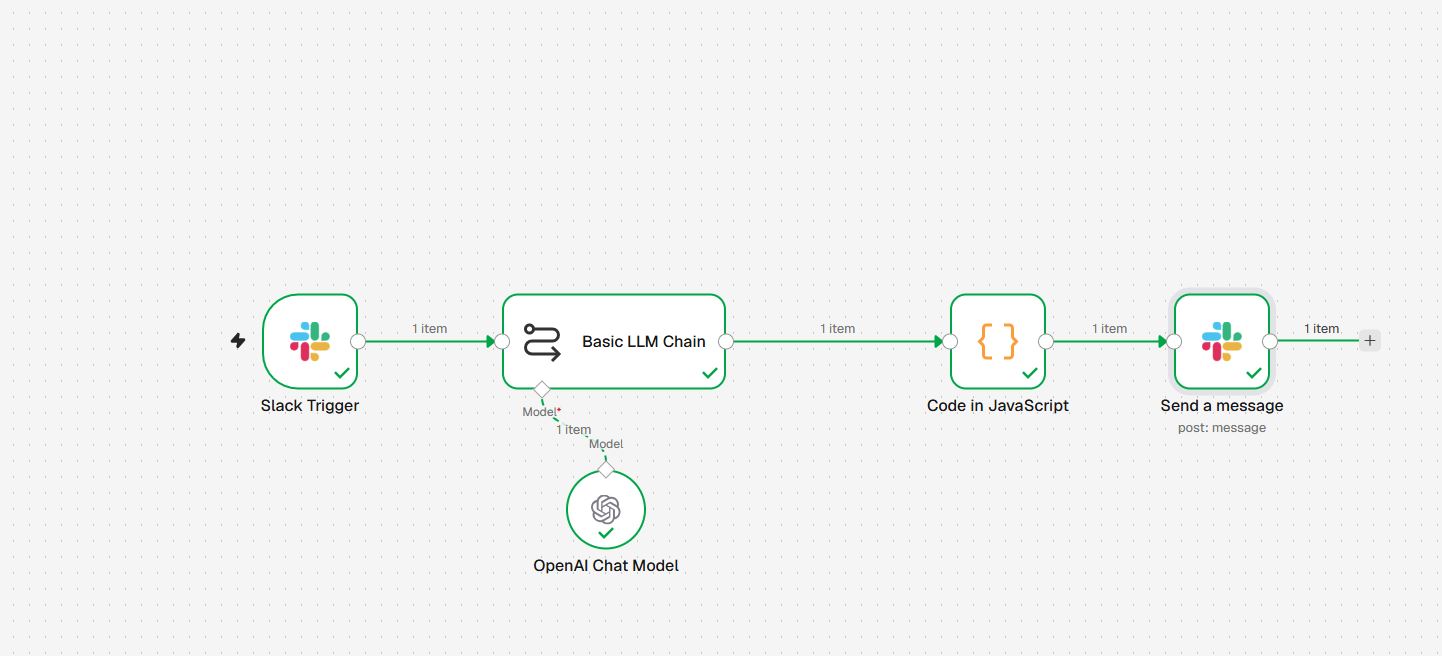 1 item
1 item
1 item
1 item
Basic LLM Chain
Slack Trigger
Model*
1 item
Model
Code in JavaScript
Send a message
post: message
OpenAI Chat Model